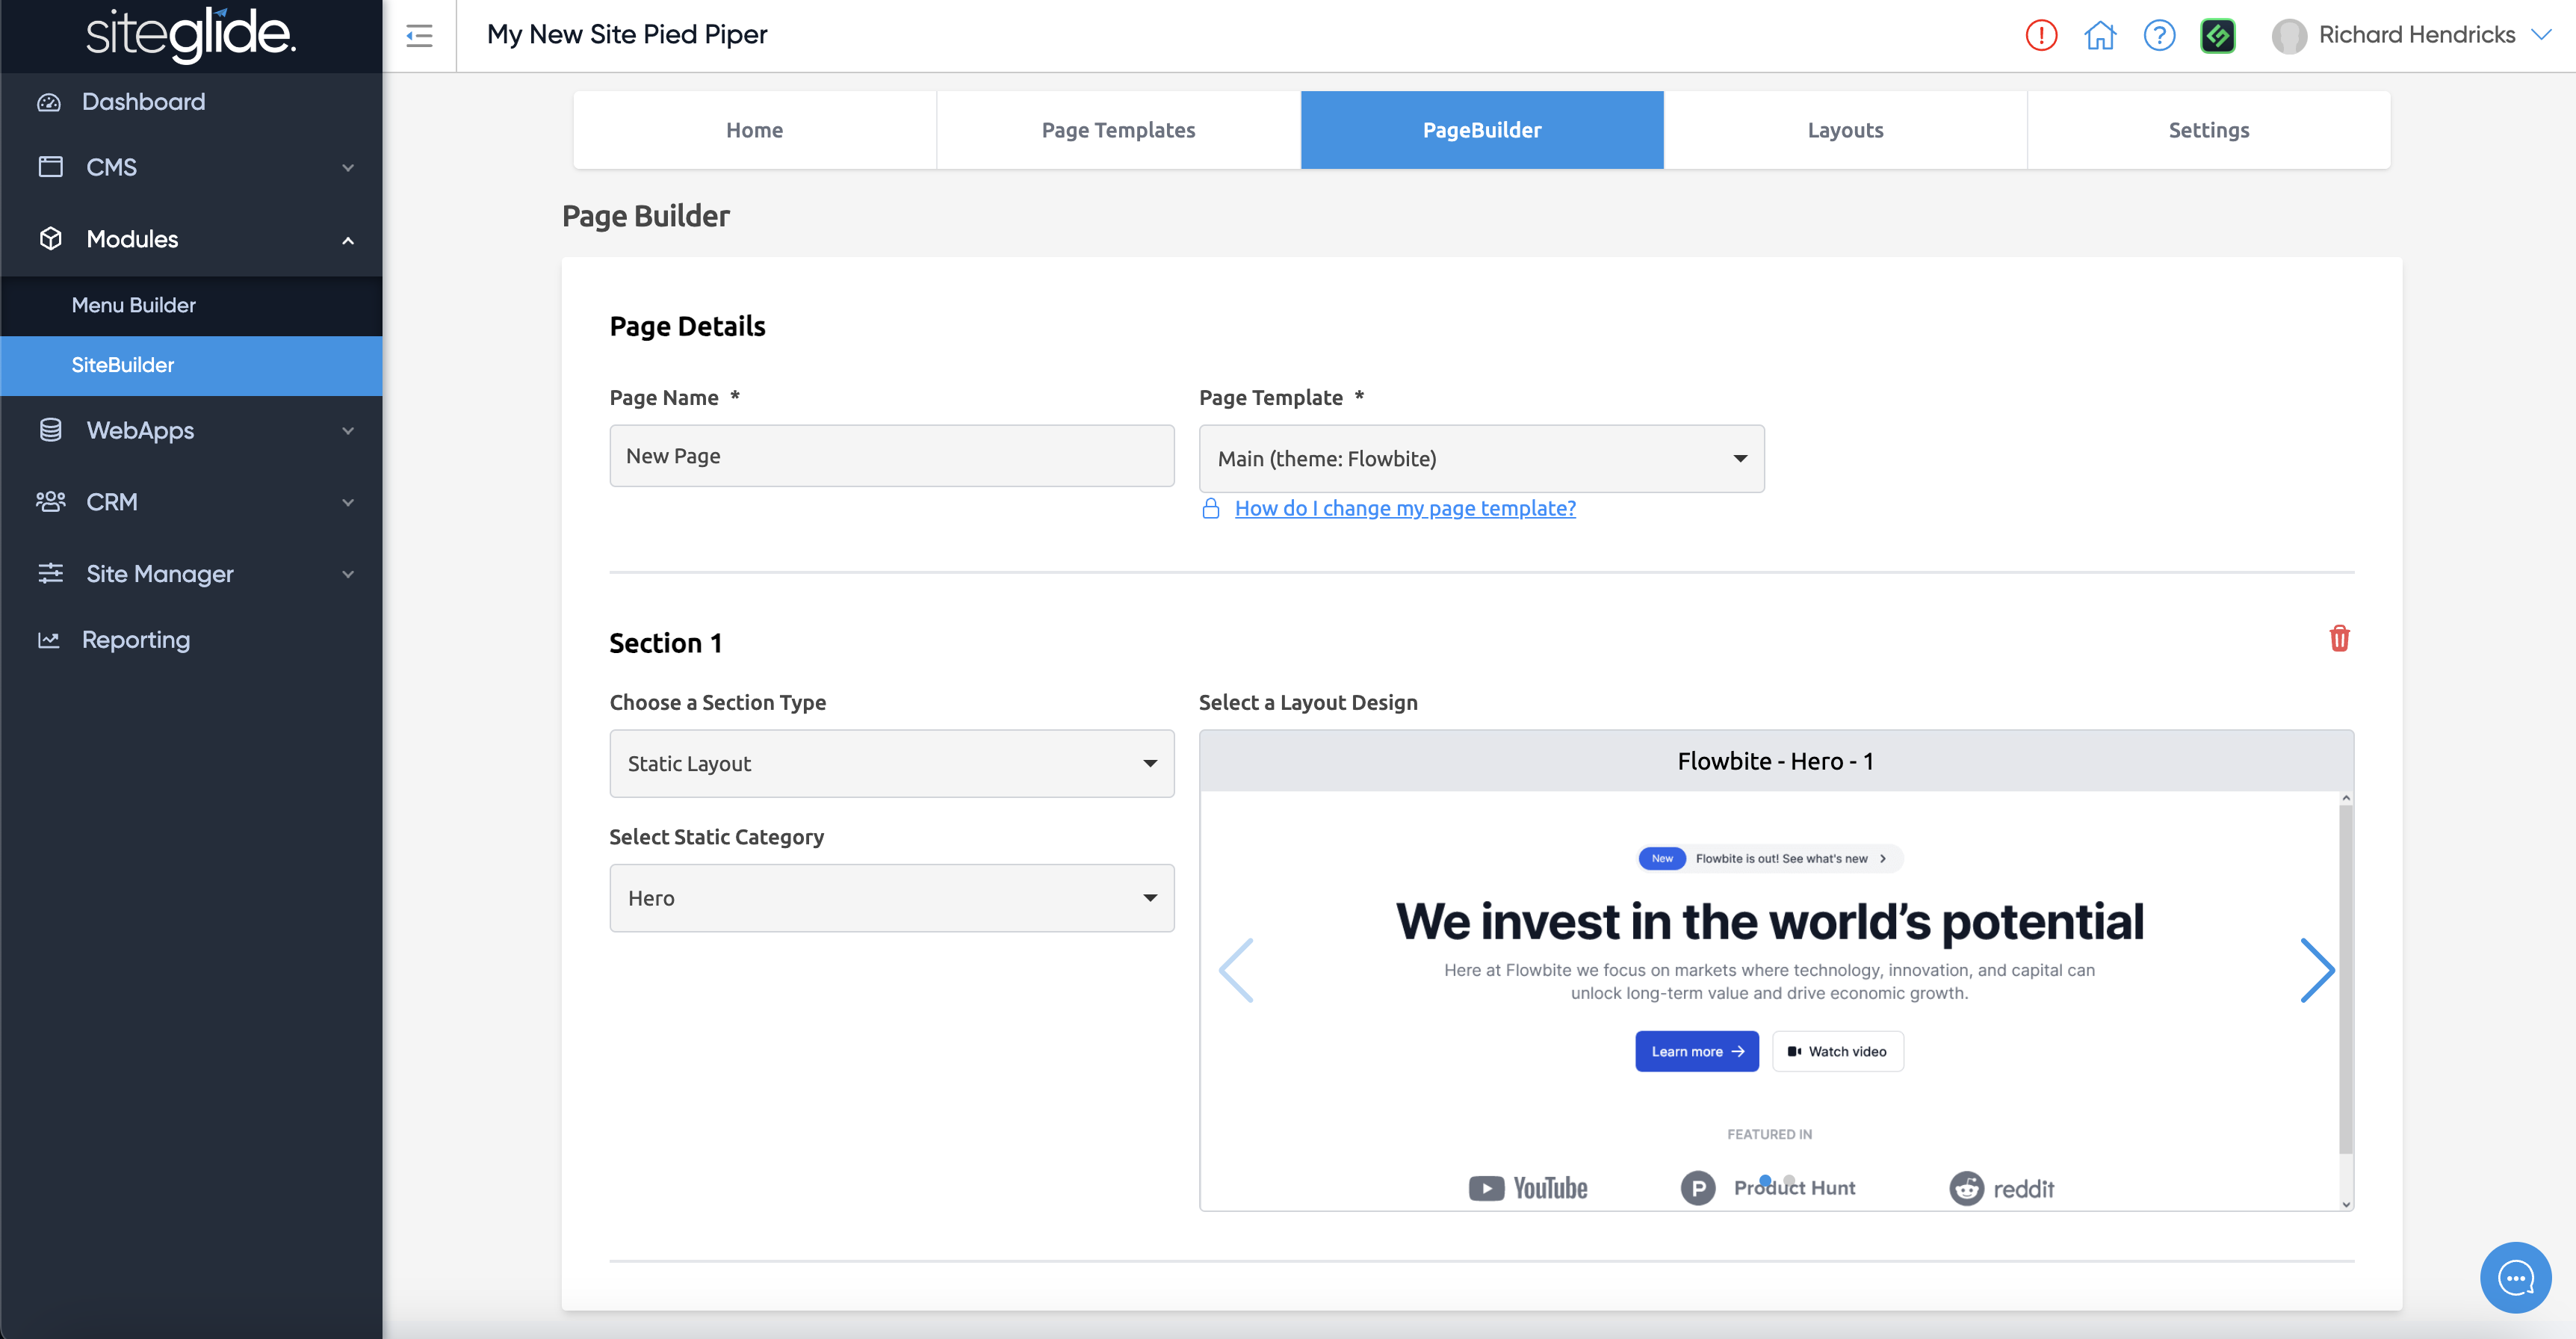 siteglide.
My New Site Pied Piper
Richard Hendricks
Dashboard
CMS
Modules
Menu Builder
SiteBuilder
WebApps
CRM
Site Manager
Reporting
Home
Page Templates
PageBuilder
Layouts
Settings
Page Builder
Page Details
Page Name *
Page Template *
New Page
Main (theme: Flowbite)
How do I change my page template?
Section 1
Choose a Section Type
Select a Layout Design
Static Layout
Select Static Category
Hero
Flowbite - Hero - 1
New Flowbite is out! See what's new
We invest in the world’s potential
Here at Flowbite we focus on markets where technology, innovation, and capital can
unlock long-term value and drive economic growth.
Learn more
Watch video
FEATURED IN
YouTube
P Product Hunt
reddit